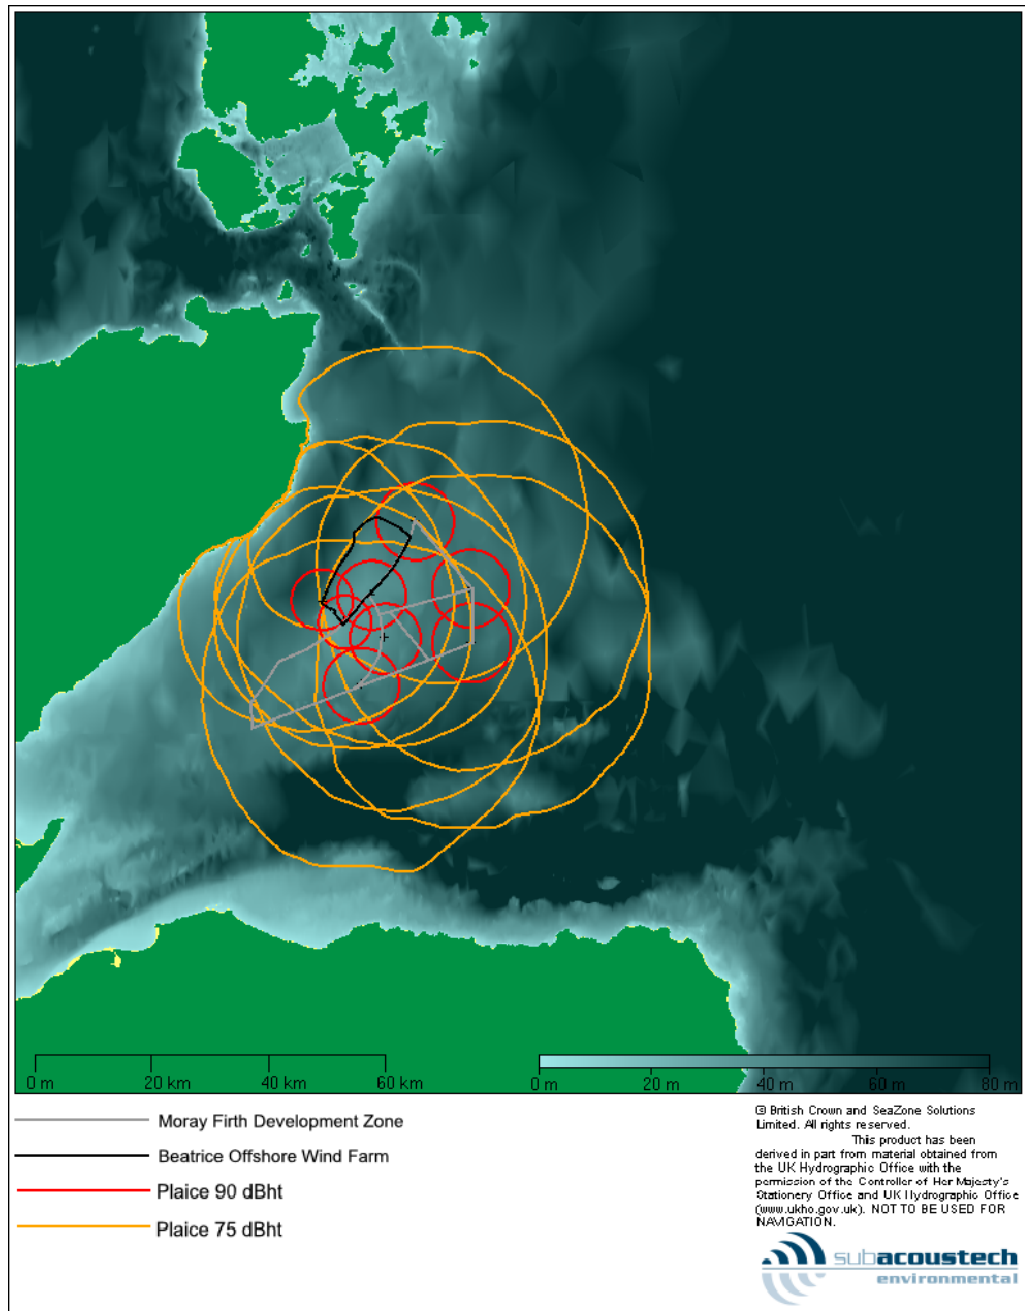 0 m 20 km 40 km 60 km
0 m 20 m 40 m 60 m 80 m
Moray Firth Development Zone
Beatrice Offshore Wind Farm
Plaice 90 dBht
Plaice 75 dBht
@ British Crown and SeaZone Solutions
Limited. All rights reserved.
This product has been
derived in part from material obtained from
the UK Hydrographic Office with the
permission of the Controller of Her Majesty's
Stationery Office and UK Hydrographic Office
(www.ukho.gov.uk). NOT TO BE USED FOR
NAVIGATION.
subacoustech
environmental